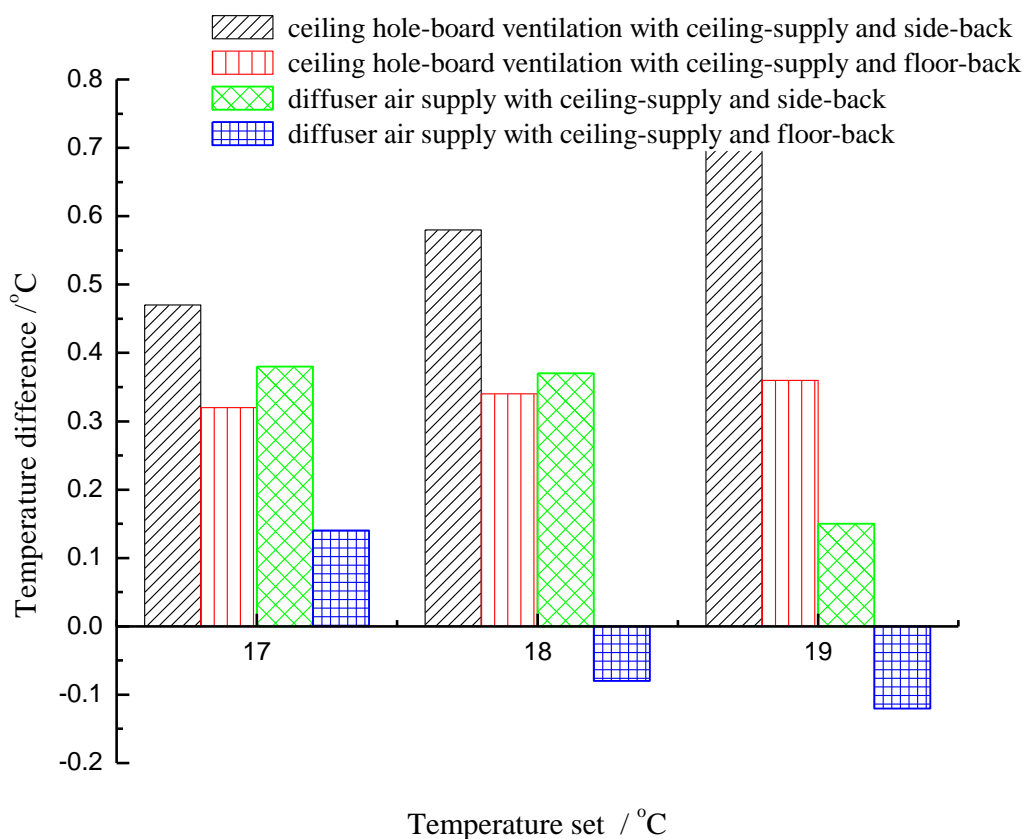 ceiling hole-board ventilation with ceiling-supply and side-back
ceiling hole-board ventilation with ceiling-supply and floor-back
diffuser air supply with ceiling-supply and side-back
diffuser air supply with ceiling-supply and floor-back
0.8
0.7
0.6
0.5
0.4
0.3
0.2
0.1
0.0
-0.1
-0.2
Temperature difference /°C
17 18 19
Temperature set / °C